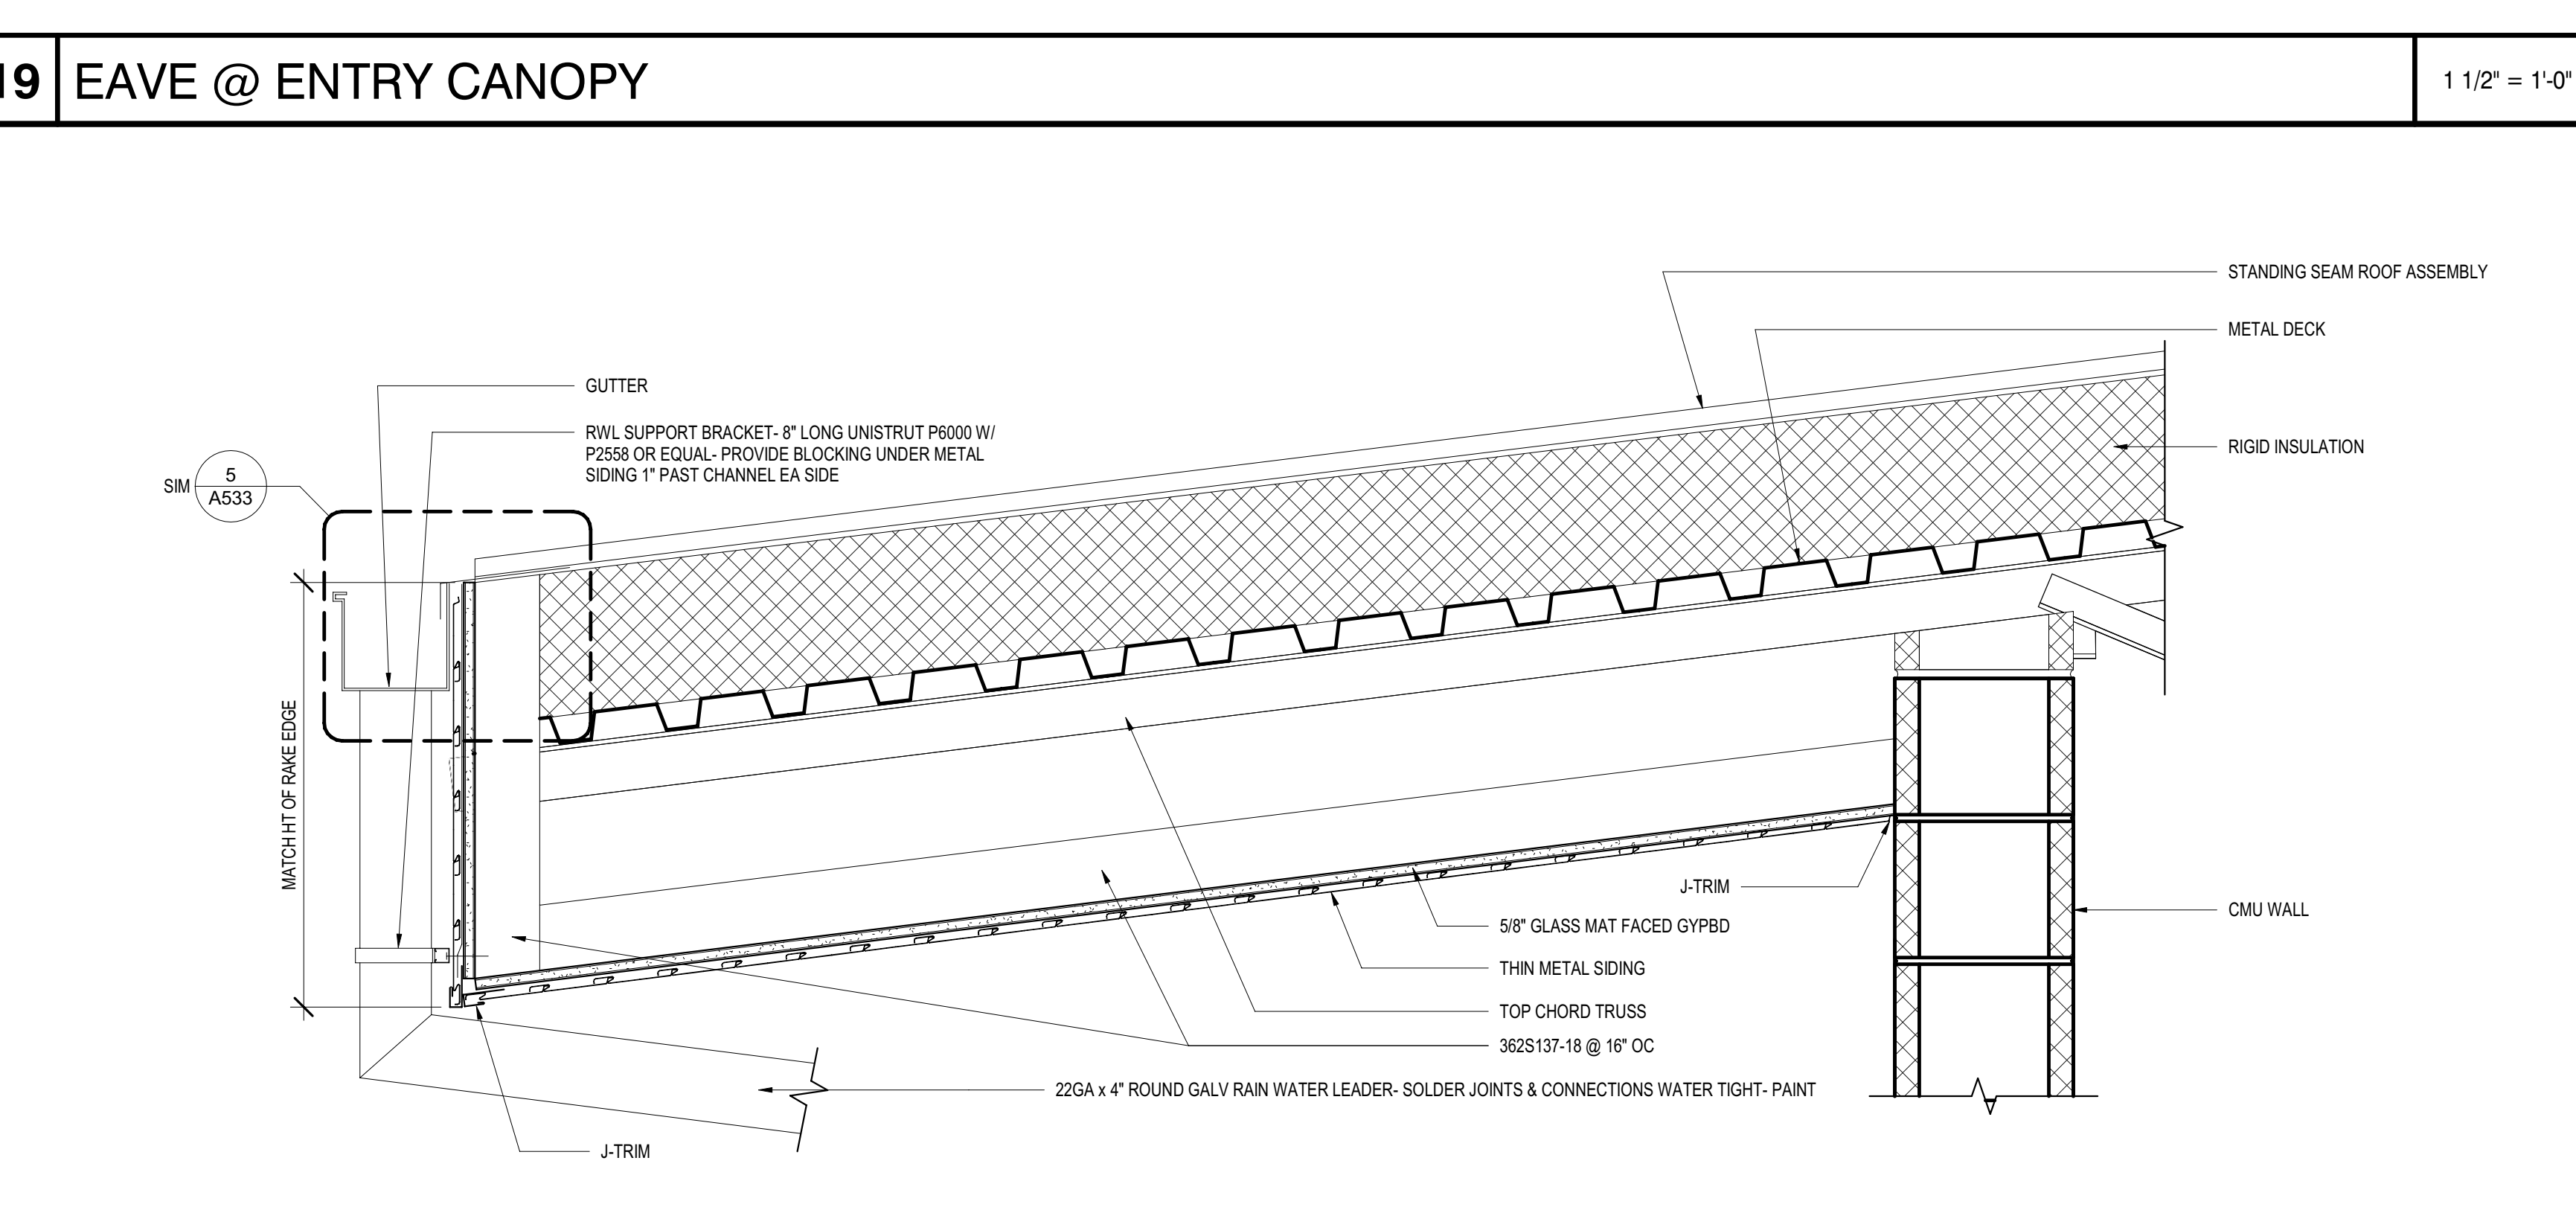 19 EAVE @ ENTRY CANOPY 1 1/2" = 1'-0"
STANDING SEAM ROOF ASSEMBLY
METAL DECK
GUTTER
RWL SUPPORT BRACKET- 8" LONG UNISTRUT P6000 W/
P2558 OR EQUAL- PROVIDE BLOCKING UNDER METAL
SIDING 1" PAST CHANNEL EA SIDE
RIGID INSULATION
SIM
5
A533
MATCH HT OF RAKE EDGE
J-TRIM
CMU WALL
5/8" GLASS MAT FACED GYPBD
THIN METAL SIDING
TOP CHORD TRUSS
362S137-18 @ 16" OC
22GA x 4" ROUND GALV RAIN WATER LEADER- SOLDER JOINTS & CONNECTIONS WATER TIGHT- PAINT
J-TRIM